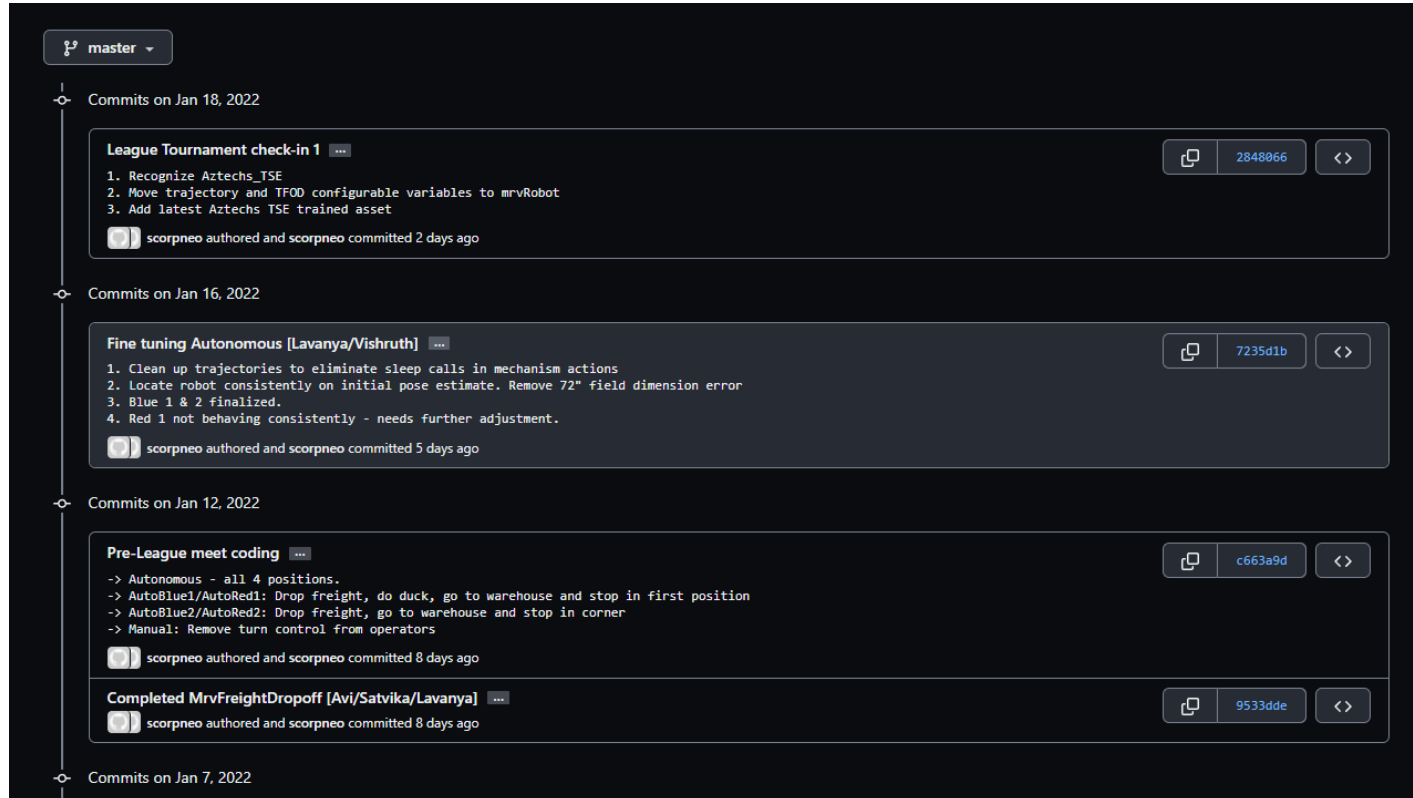 master
Commits on Jan 18, 2022
League Tournament check-in 1 ...
2848066
1. Recognize Aztechs_TSE
2. Move trajectory and TFOD configurable variables to mrvRobot
3. Add latest Aztechs TSE trained asset
scorpneo authored and scorpneo committed 2 days ago
Commits on Jan 16, 2022
Fine tuning Autonomous [Lavanya/Vishruth] ...
7235d1b
1. Clean up trajectories to eliminate sleep calls in mechanism actions
2. Locate robot consistently on initial pose estimate. Remove 72" field dimension error
3. Blue 1 & 2 finalized.
4. Red 1 not behaving consistently - needs further adjustment.
scorpneo authored and scorpneo committed 5 days ago
Commits on Jan 12, 2022
Pre-League meet coding ...
c663a9d
-> Autonomous - all 4 positions.
-> AutoBlue1/AutoRed1: Drop freight, do duck, go to warehouse and stop in first position
-> AutoBlue2/AutoRed2: Drop freight, go to warehouse and stop in corner
-> Manual: Remove turn control from operators
scorpneo authored and scorpneo committed 8 days ago
Completed MrvFreightDropoff [Avi/Satvika/Lavanya] ...
9533dde
scorpneo authored and scorpneo committed 8 days ago
Commits on Jan 7, 2022